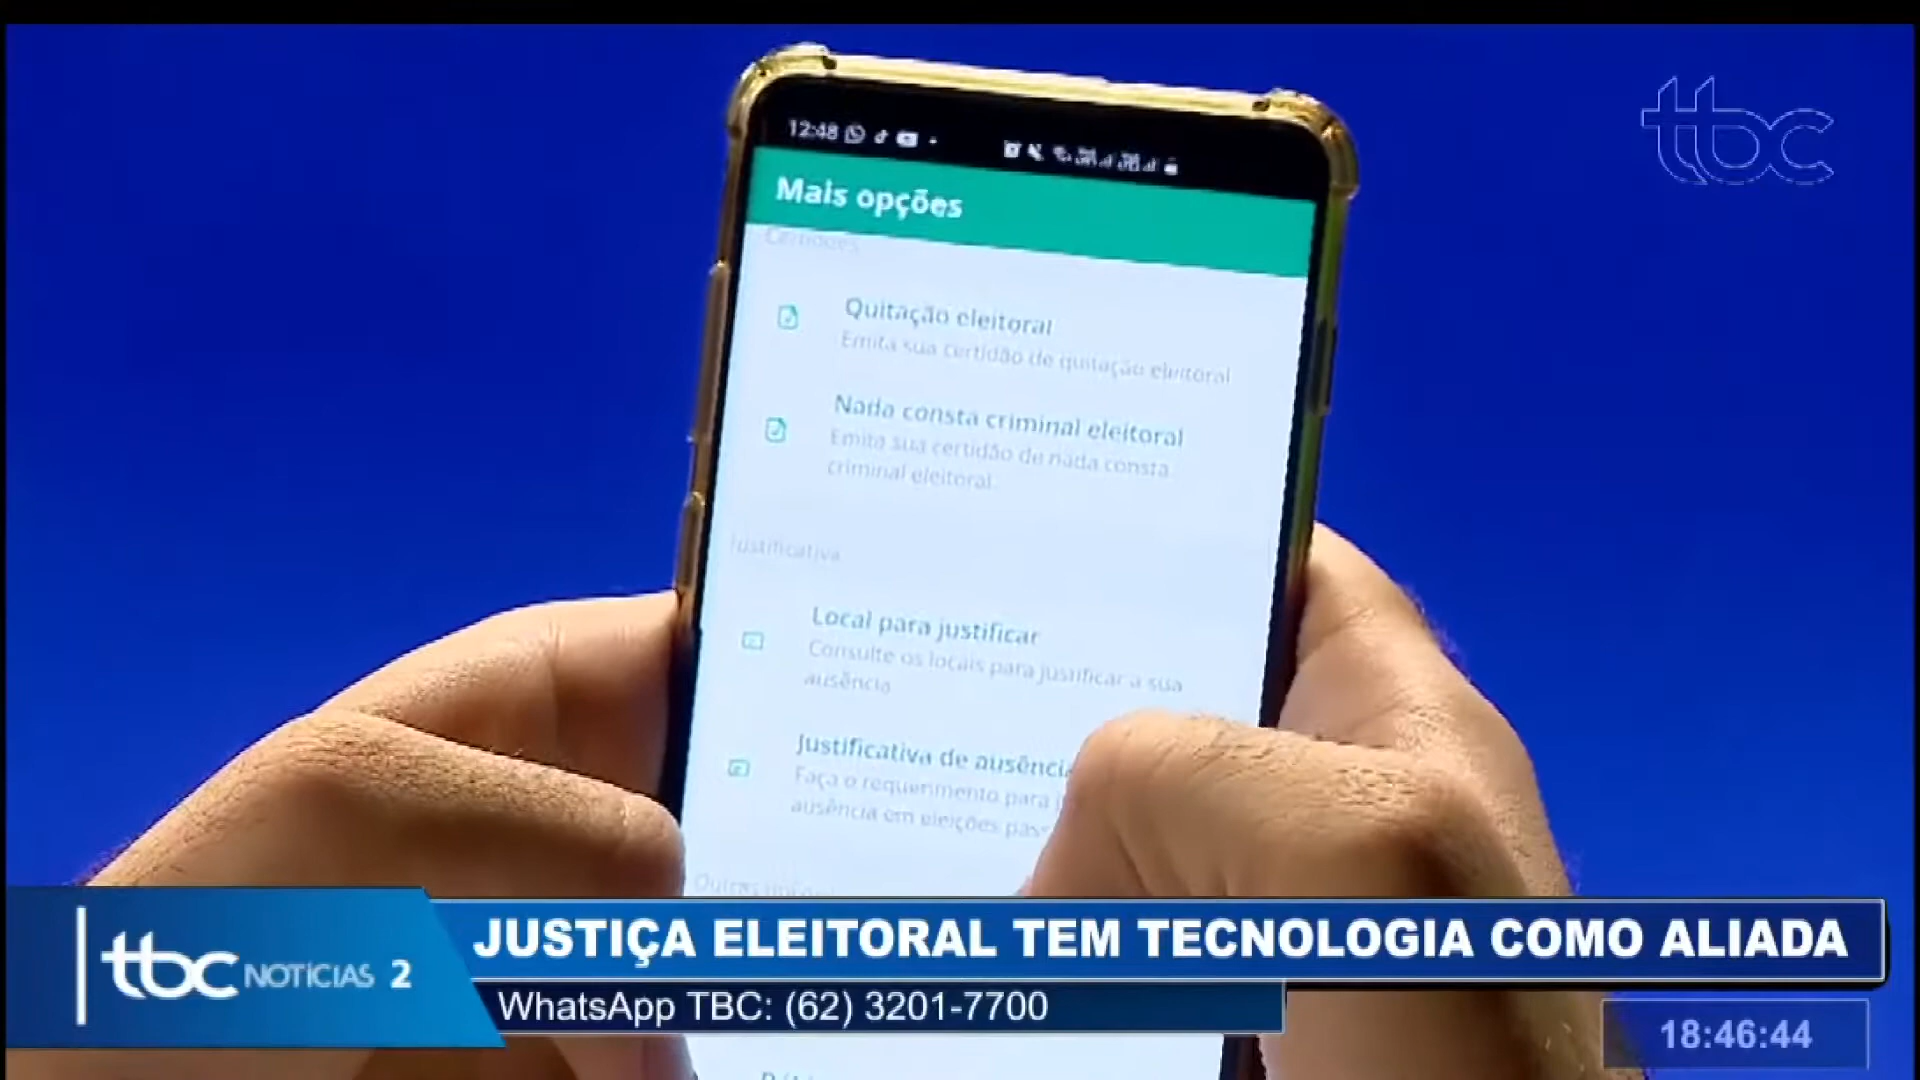 tbc
12:48
Mais opções
Certidões
Quitação eleitoral
Emita sua certidão de quitação eleitoral
Nada consta criminal eleitoral
Emita sua certidão de nada consta
criminal eleitoral.
Justificativa
Local para justificar
Consulte os locais para justificar a sua
ausência
Justificativa de ausência
Faça o requerimento para
ausência em eleições
Outras
JUSTIÇA ELEITORAL TEM TECNOLOGIA COMO ALIADA
tbc NOTÍCIAS 2
WhatsApp TBC: (62) 3201-7700
18:46:44